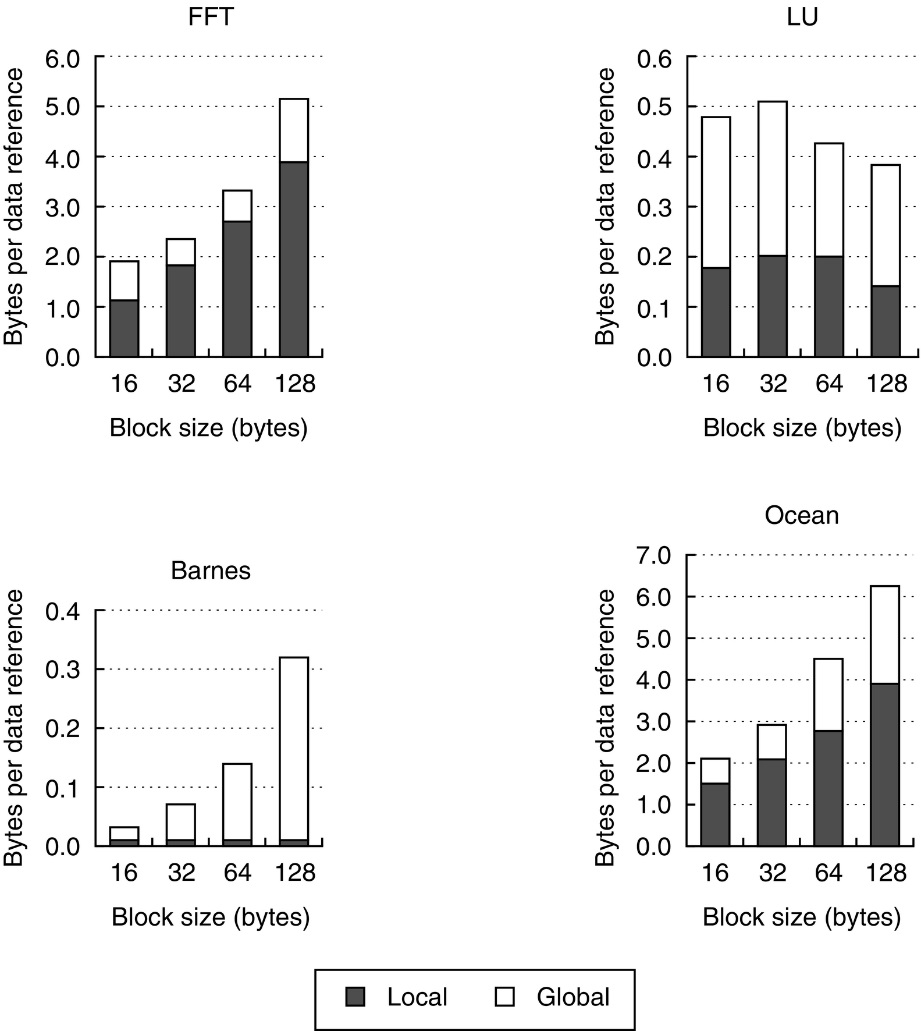 FFT
Bytes per data reference
6.0
5.0
4.0
3.0
2.0
1.0
0.0
16 32 64 128
Block size (bytes)
LU
Bytes per data reference
0.6
0.5
0.4
0.3
0.2
0.1
0.0
16 32 64 128
Block size (bytes)
Barnes
Bytes per data reference
0.4
0.3
0.2
0.1
0.0
16 32 64 128
Block size (bytes)
Ocean
Bytes per data reference
7.0
6.0
5.0
4.0
3.0
2.0
1.0
0.0
16 32 64 128
Block size (bytes)
Local Global